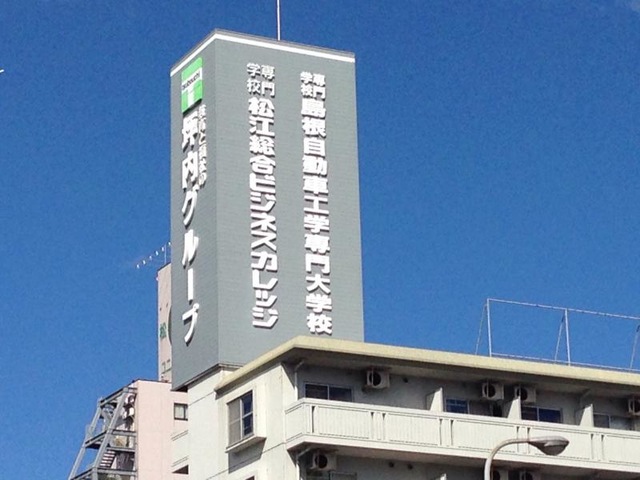 専門学校 島根自動車工学専門大学校
専門学校 松江総合ビジネスカレッジ
坪内グループ
松